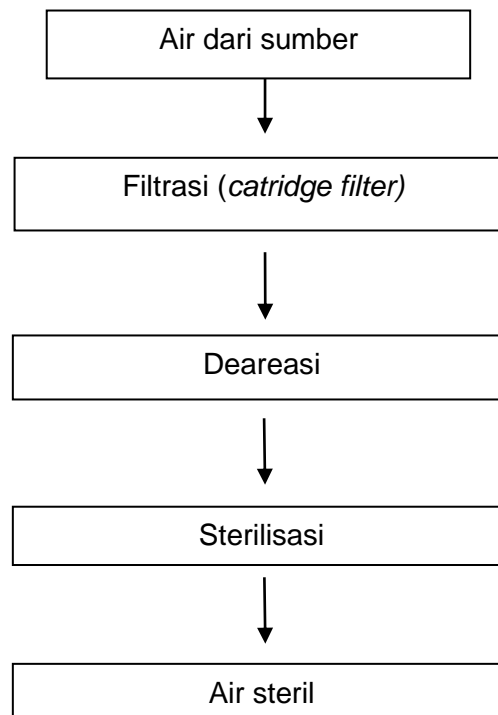 Air dari sumber
Filtrasi (catridge filter)
Deareasi
Sterilisasi
Air steril